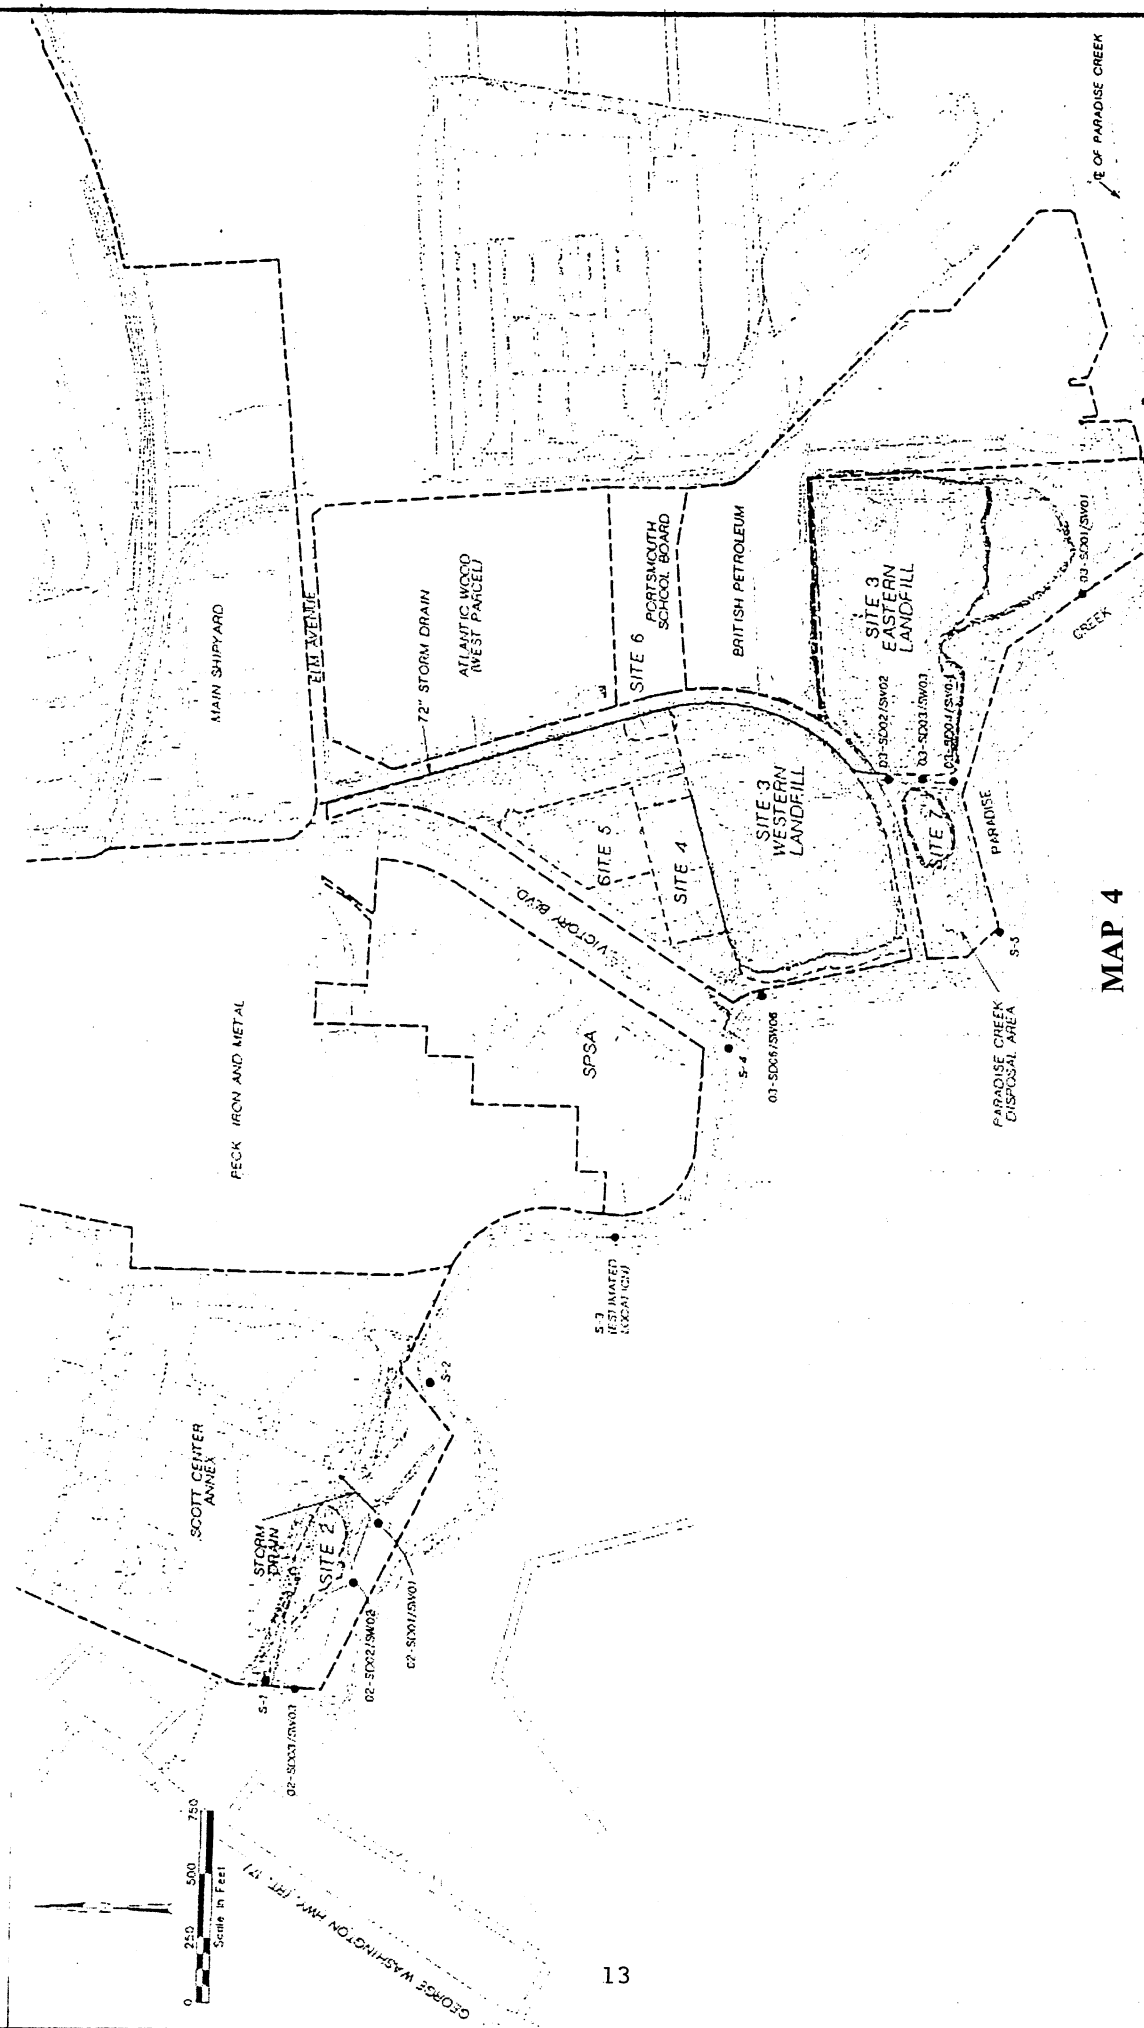 ₵ OF PARADISE CREEK
MAIN SHIPYARD
ELM AVENUE
72" STORM DRAIN
ATLANTIC WOOD
(WEST PARCEL)
SITE 6
PORTSMOUTH
SCHOOL BOARD
BRITISH PETROLEUM
SITE 3
EASTERN
LANDFILL
03-SD01/SW01
CREEK
03-SD02/SW02
03-SD03/SW03
03-SD04/SW04
SITE 7
PARADISE
SITE 3
WESTERN
LANDFILL
SITE 5
SITE 4
VICTORY BLVD.
S-5
PARADISE CREEK
DISPOSAL AREA
PECK IRON AND METAL
SPSA
S-4
S-3
(ESTIMATED
LOCATION)
S-2
SCOTT CENTER
ANNEX
STORM
DRAIN
SITE 2
02-SD01/SW01
02-SD02/SW02
S-1
02-SD03/SW03
0 250 500 750
Scale in Feet
GEORGE WASHINGTON HWY. (RT. 17)
MAP 4
13